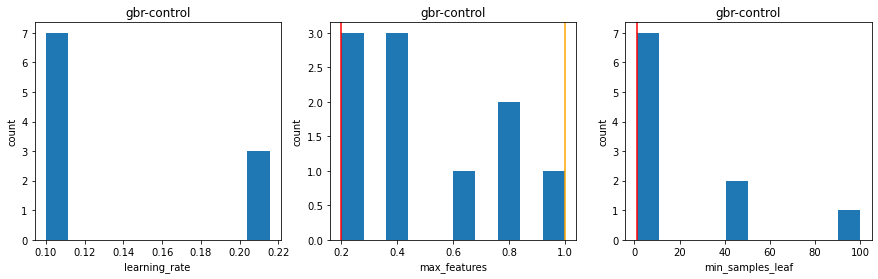 gbr-control
count
7
6
5
4
3
2
1
0
0.10 0.12 0.14 0.16 0.18 0.20 0.22
learning_rate
gbr-control
count
3.0
2.5
2.0
1.5
1.0
0.5
0.0
0.2 0.4 0.6 0.8 1.0
max_features
gbr-control
count
7
6
5
4
3
2
1
0
0 20 40 60 80 100
min_samples_leaf